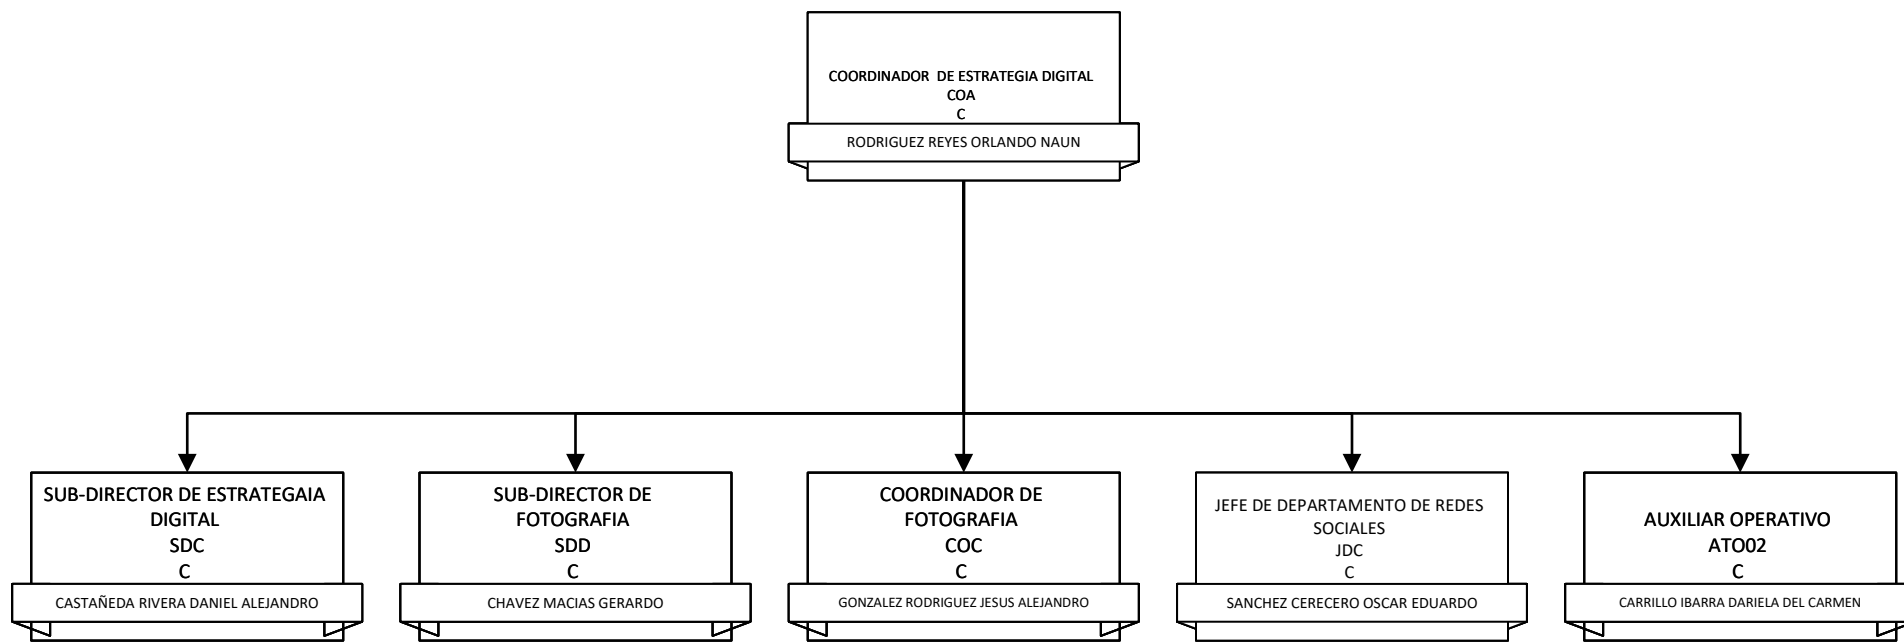 COORDINADOR DE ESTRATEGIA DIGITAL
COA
C
RODRIGUEZ REYES ORLANDO NAUN
SUB-DIRECTOR DE ESTRATEGAIA
DIGITAL
SDC
C
CASTAÑEDA RIVERA DANIEL ALEJANDRO
SUB-DIRECTOR DE
FOTOGRAFIA
SDD
C
CHAVEZ MACIAS GERARDO
COORDINADOR DE
FOTOGRAFIA
COC
C
GONZALEZ RODRIGUEZ JESUS ALEJANDRO
JEFE DE DEPARTAMENTO DE REDES
SOCIALES
JDC
C
SANCHEZ CERECERO OSCAR EDUARDO
AUXILIAR OPERATIVO
ATO02
C
CARRILLO IBARRA DARIELA DEL CARMEN